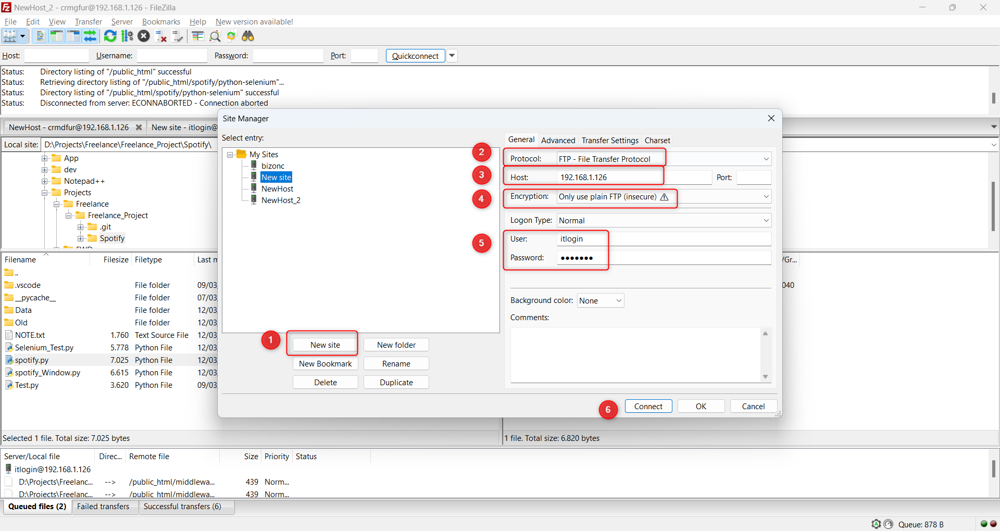 NewHost_2 - crmgfur@192.168.1.126 - FileZilla
File Edit View Transfer Server Bookmarks Help New version available!
Host: Username: Password: Port: Quickconnect
Status: Directory listing of "/public_html" successful
Status: Retrieving directory listing of "/public_html/spotify/python-selenium"...
Status: Directory listing of "/public_html/spotify/python-selenium" successful
Status: Disconnected from server: ECONNABORTED - Connection aborted
NewHost - crmdfur@192.168.1.126 New site - itlogin@
Local site: D:\Projects\Freelance\Freelance_Project\Spotify\
App
dev
Notepad++
Projects
Freelance
Freelance_Project
.git
Spotify
Filename Filesize Filetype Last m
..
.vscode File folder 09/03
__pycache__ File folder 07/03
Data File folder 12/03
Old File folder 12/03
NOTE.txt 1.760 Text Source File 12/03
Selenium_Test.py 5.778 Python File 12/03
spotify.py 7.025 Python File 12/03
spotify_Window.py 6.615 Python File 12/03
Test.py 3.620 Python File 09/03
Selected 1 file. Total size: 7.025 bytes
Site Manager
Select entry:
My Sites
bizonc
New site
NewHost
NewHost_2
1
New site New folder
New Bookmark Rename
Delete Duplicate
General Advanced Transfer Settings Charset
2 Protocol: FTP - File Transfer Protocol
3 Host: 192.168.1.126 Port:
4 Encryption: Only use plain FTP (insecure)
Logon Type: Normal
5 User: itlogin
Password: •••••••
Background color: None
Comments:
6 Connect OK Cancel
/Gr...
040
1 file. Total size: 6.820 bytes
Server/Local file Direc... Remote file Size Priority Status
itlogin@192.168.1.126
D:\Projects\Freelanc... --> /public_html/middlewa... 439 Norm...
D:\Projects\Freelanc... --> /public_html/middlewa... 439 Norm...
Queued files (2) Failed transfers Successful transfers (6)
Queue: 878 B